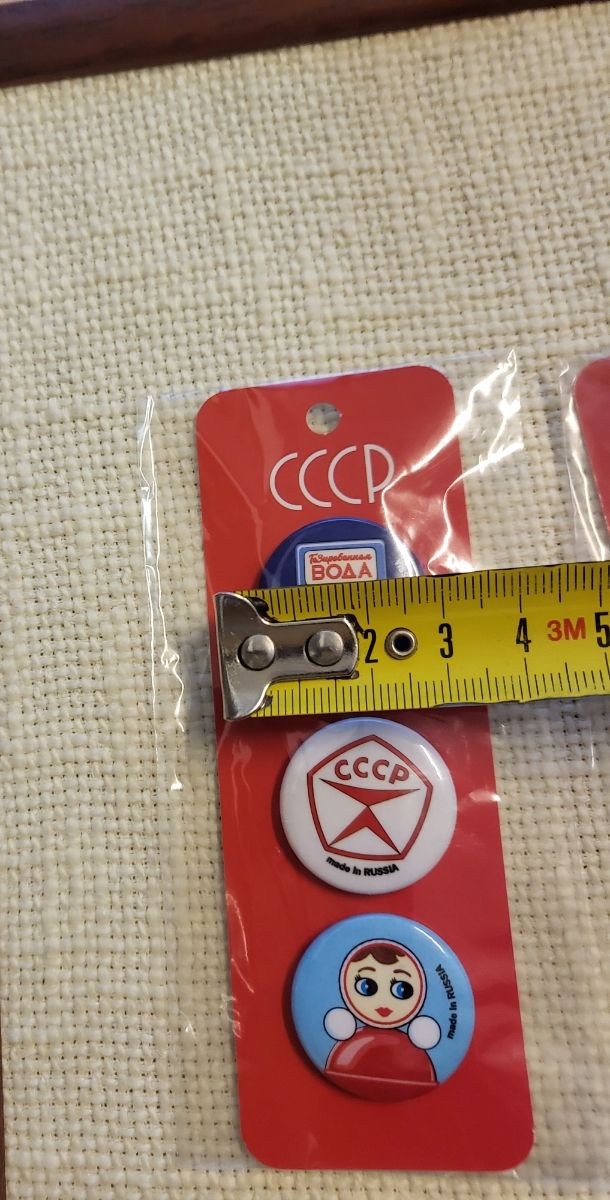 СССР
Газированная
ВОДА
2 3 4 3M 5
СССР
made in RUSSIA
made in RUSSIA